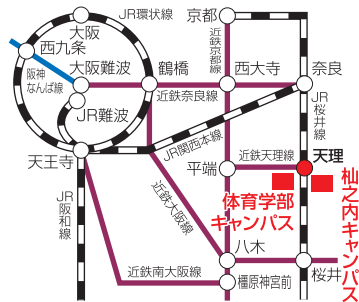 JR環状線
京都
大阪
西九条
近鉄京都線
阪神
なんば線
大阪難波
鶴橋
西大寺
奈良
近鉄奈良線
JR難波
JR桜井線
JR関西本線
天王寺
平端
近鉄天理線
天理
体育学部
キャンパス
杣之内キャンパス
JR阪和線
近鉄大阪線
八木
桜井
近鉄南大阪線
橿原神宮前